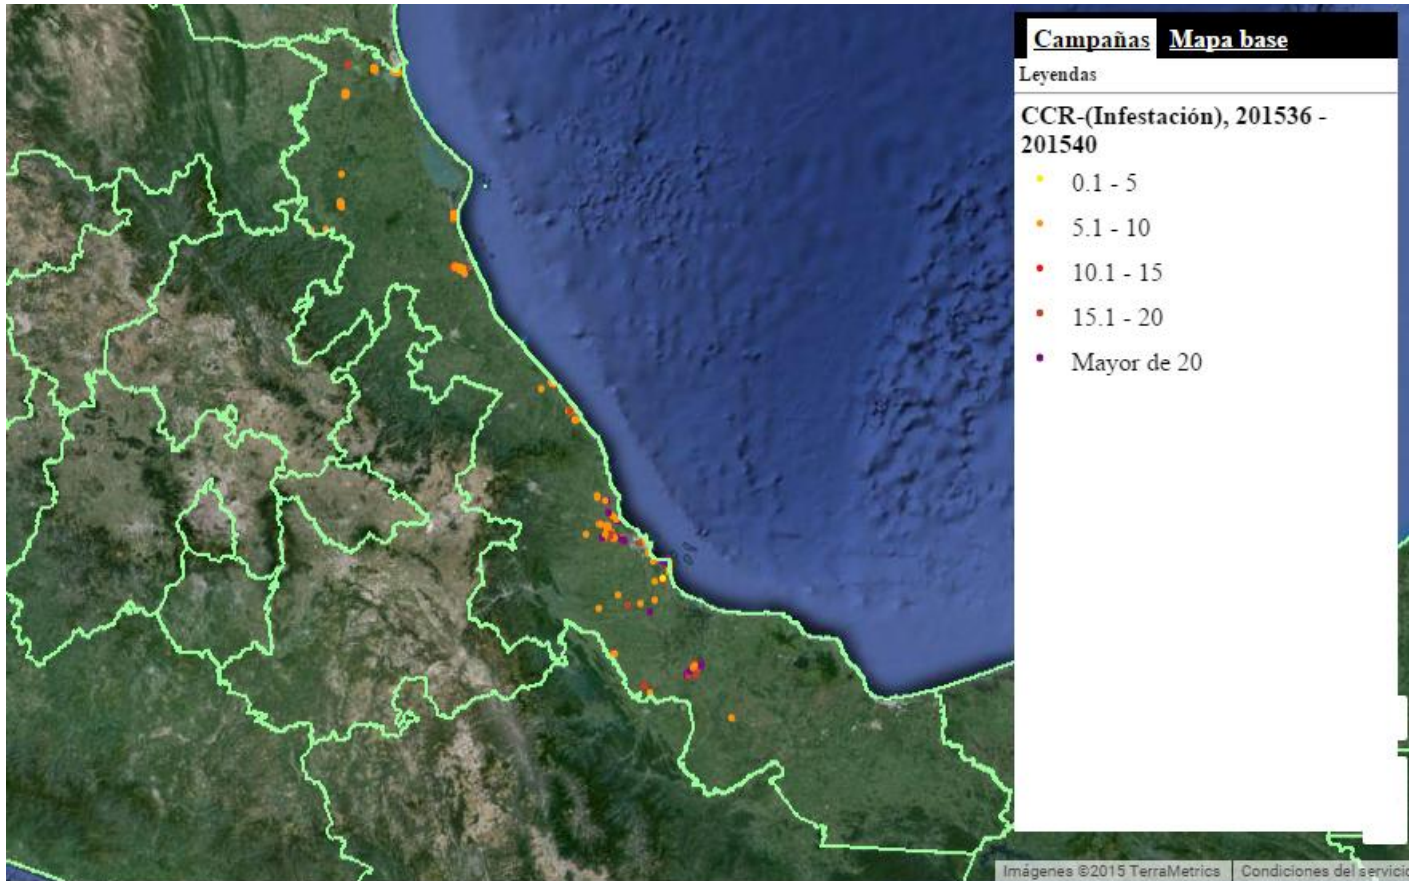 Campañas Mapa base
Leyendas
CCR-(Infestación), 201536 -
201540
0.1 - 5
5.1 - 10
10.1 - 15
15.1 - 20
Mayor de 20
Imágenes ©2015 TerraMetrics Condiciones del servicio